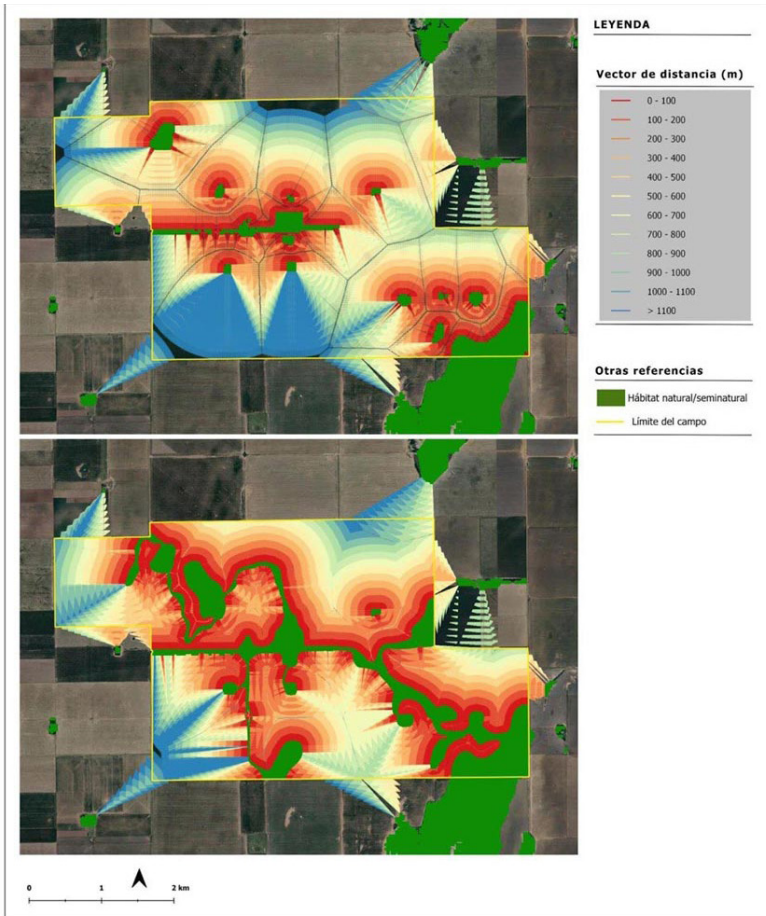 LEYENDA
Vector de distancia (m)
0 - 100
100 - 200
200 - 300
300 - 400
400 - 500
500 - 600
600 - 700
700 - 800
800 - 900
900 - 1000
1000 - 1100
> 1100
Otras referencias
Hábitat natural/seminatural
Límite del campo
0 1 2 km